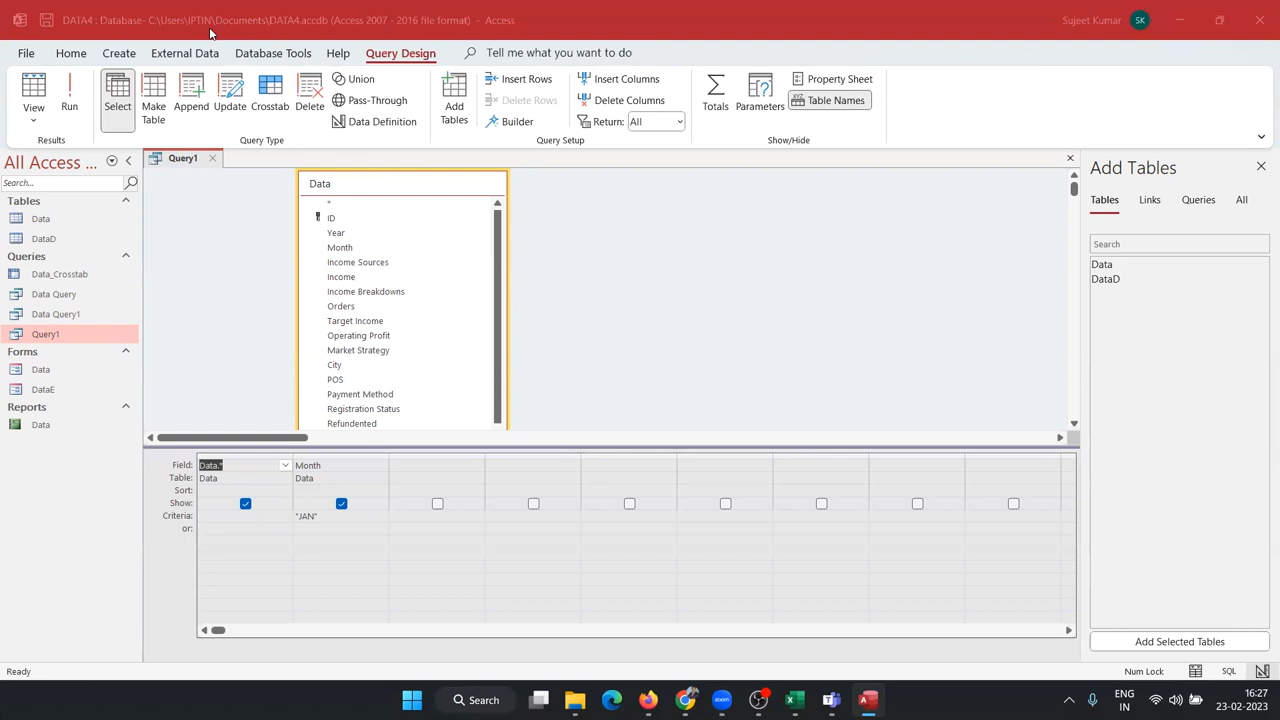 DATA4 : Database- C:\Users\IPTIN\Documents\DATA4.accdb (Access 2007 - 2016 file format) - Access
Sujeet Kumar
SK
File
Home
Create
External Data
Database Tools
Help
Query Design
Tell me what you want to do
View
Run
Select
Make Table
Append
Update
Crosstab
Delete
Union
Pass-Through
Data Definition
Add Tables
Insert Rows
Delete Rows
Builder
Insert Columns
Delete Columns
Return: All
Totals
Parameters
Property Sheet
XYZ Table Names
Results
Query Type
Query Setup
Show/Hide
All Access ...
Search...
Tables
Data
DataD
Queries
Data_Crosstab
Data Query
Data Query1
Query1
Forms
Data
DataE
Reports
Data
Query1
Data
*
ID
Year
Month
Income Sources
Income
Income Breakdowns
Orders
Target Income
Operating Profit
Market Strategy
City
POS
Payment Method
Registration Status
Refundented
Field: Data.* Month
Table: Data Data
Sort:
Show:
Criteria: "JAN"
or:
Add Tables
Tables
Links
Queries
All
Search
Data
DataD
Add Selected Tables
Ready
Num Lock
SQL
Search
ENG
IN
16:27
23-02-2023